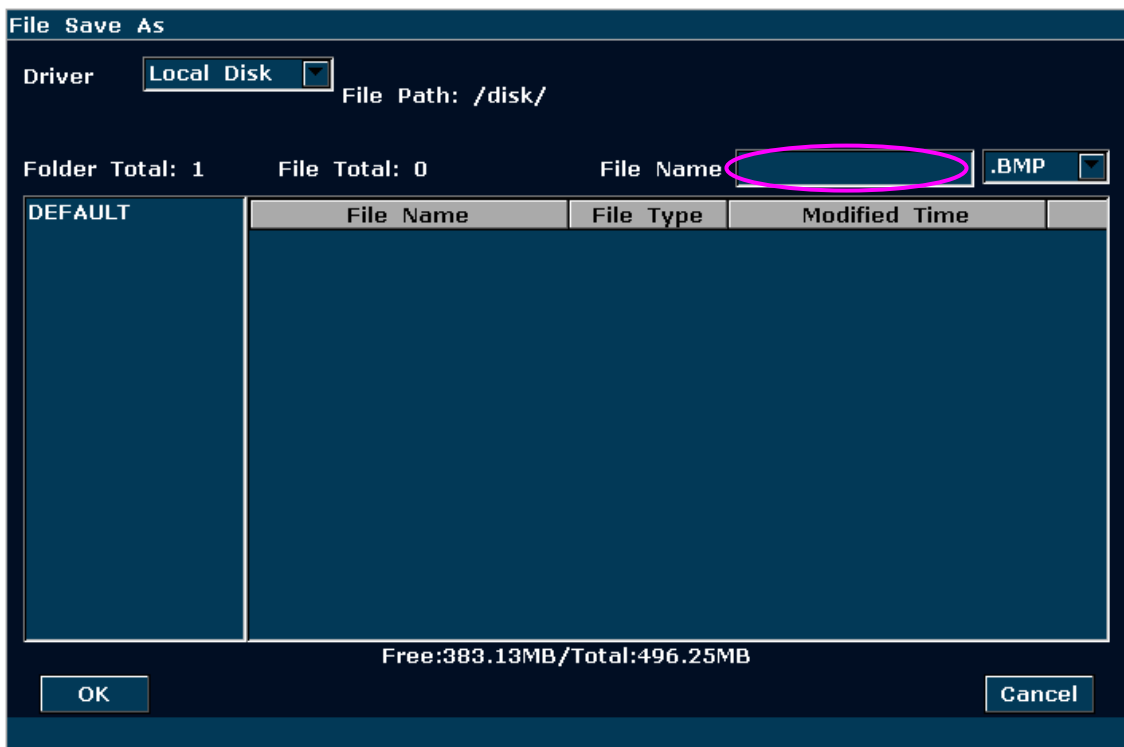 File Save As
Driver Local Disk
File Path: /disk/
Folder Total: 1 File Total: 0 File Name .BMP
DEFAULT File Name File Type Modified Time
Free:383.13MB/Total:496.25MB
OK Cancel